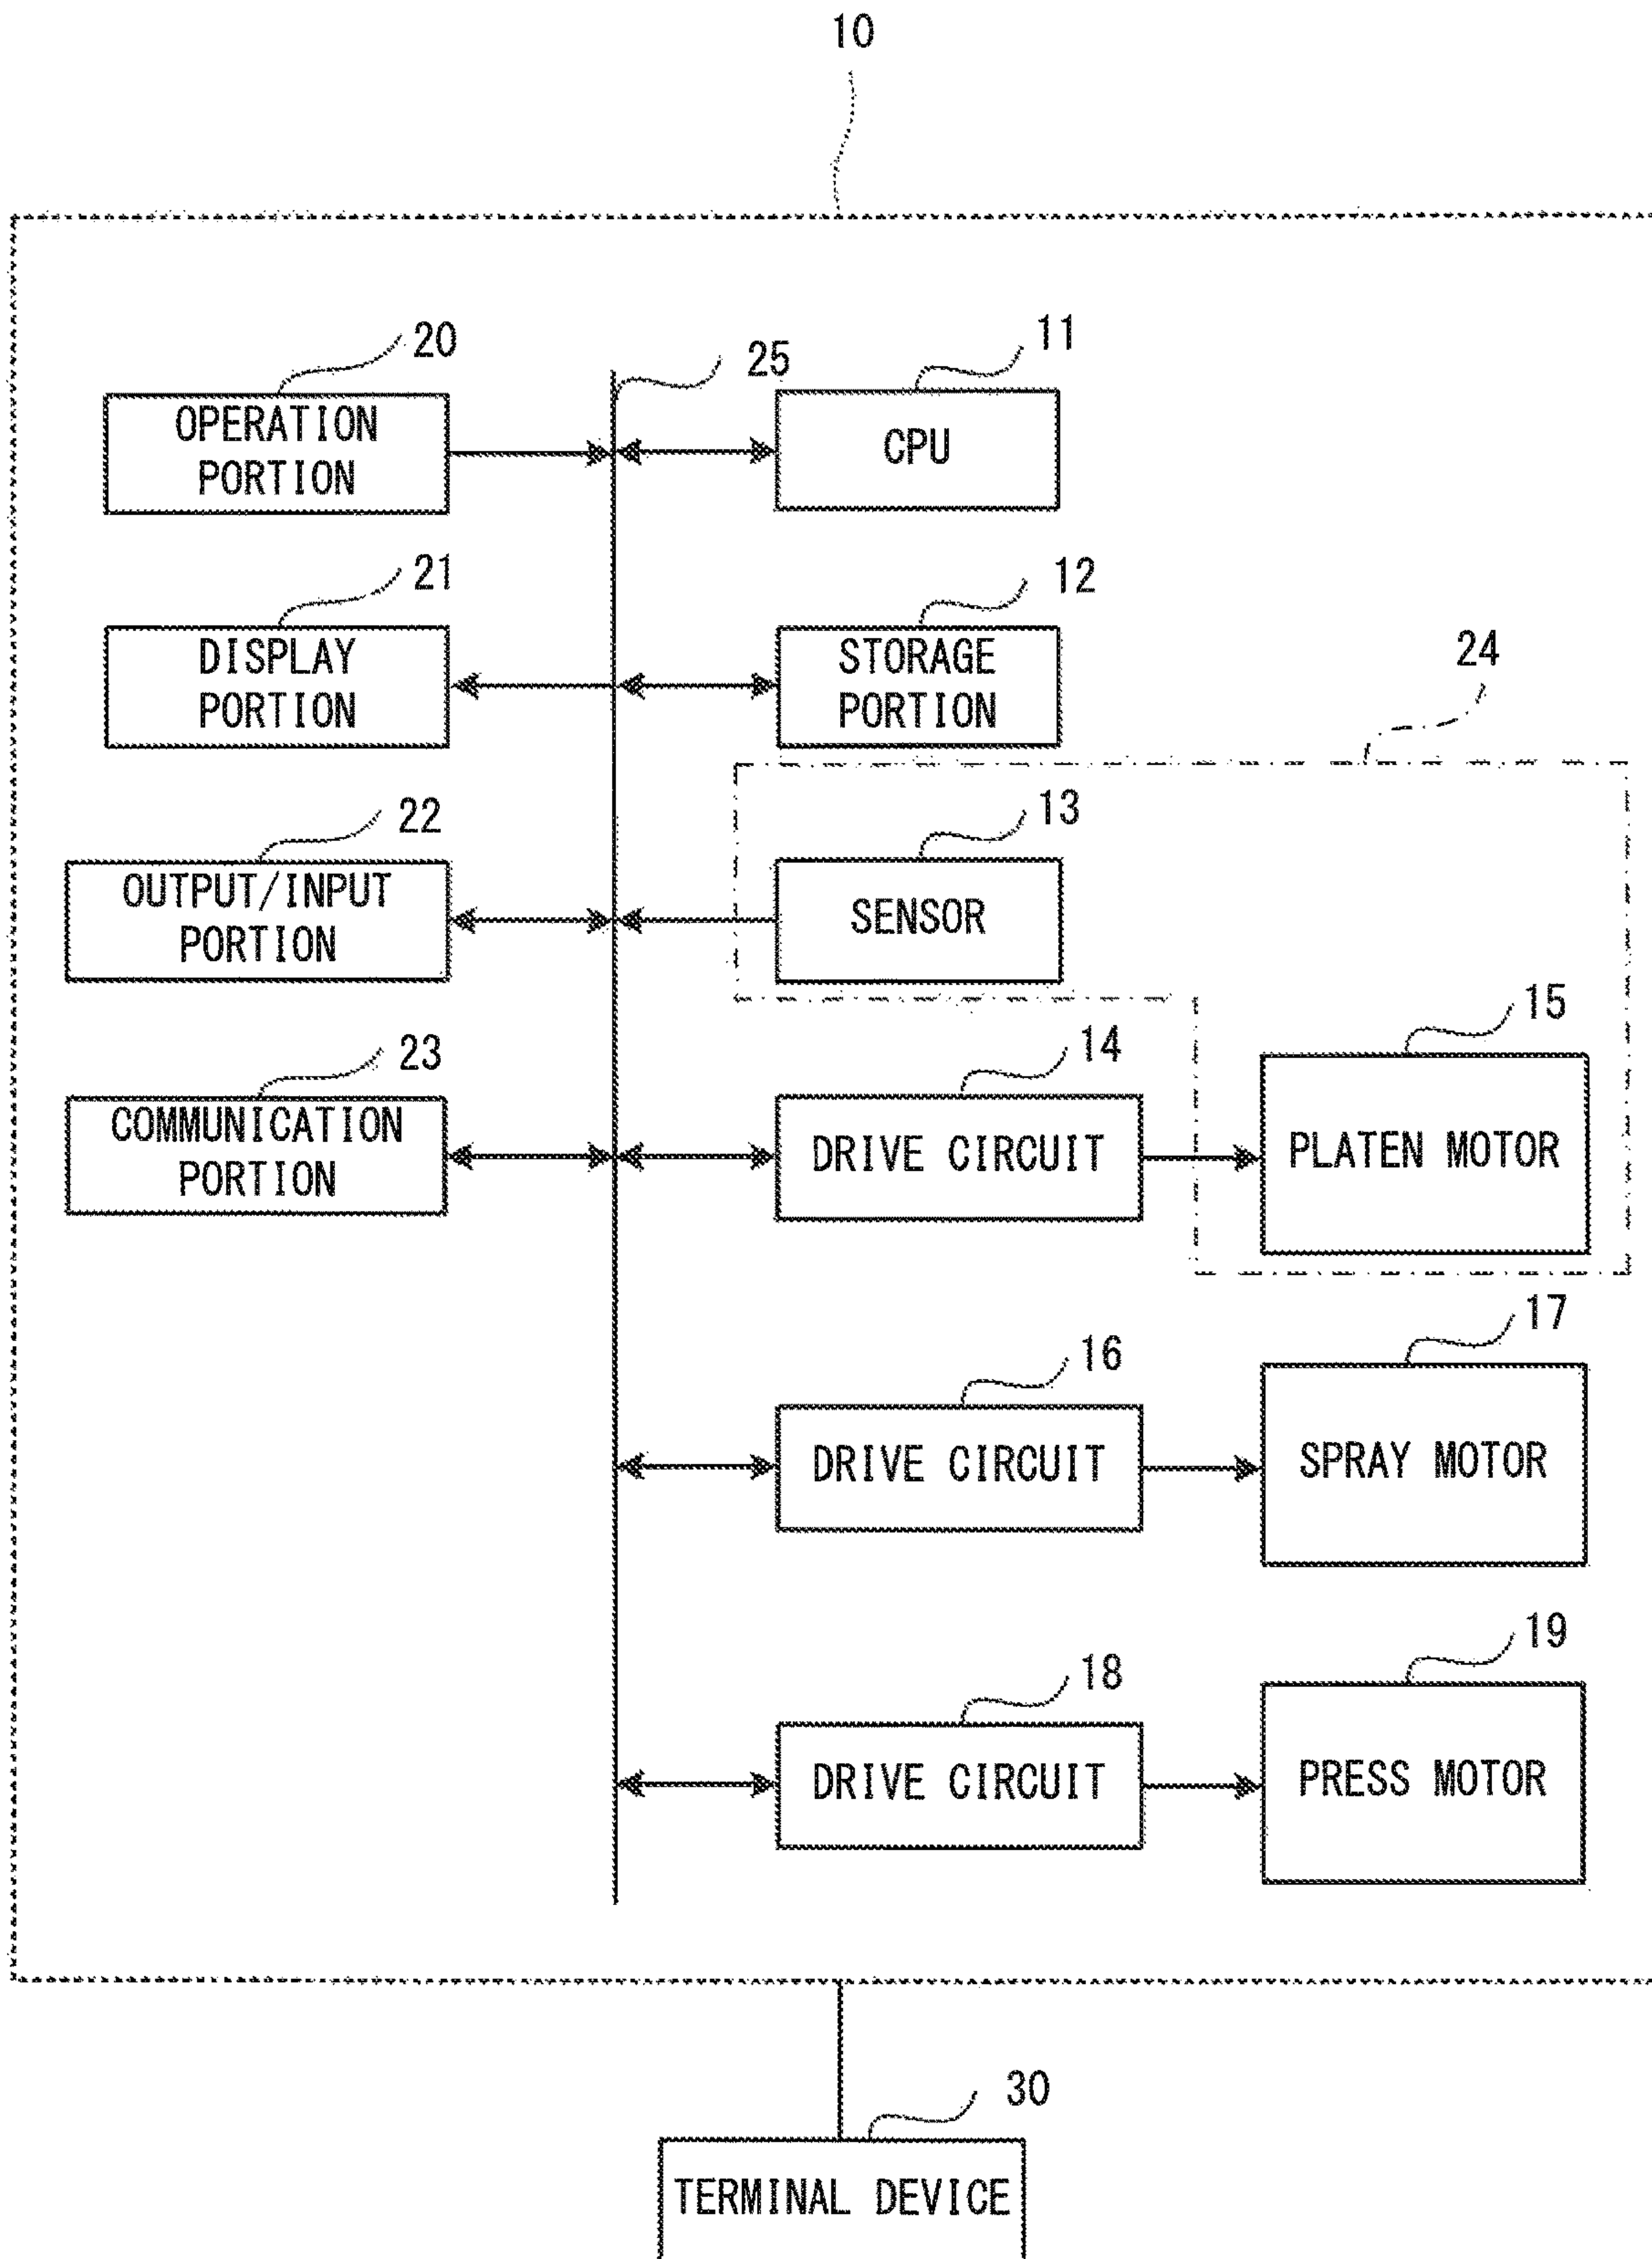 10
20
25
11
OPERATION
PORTION
CPU
21
12
DISPLAY
PORTION
STORAGE
PORTION
24
22
13
OUTPUT/INPUT
PORTION
SENSOR
23
14
15
COMMUNICATION
PORTION
DRIVE CIRCUIT
PLATEN MOTOR
16
17
DRIVE CIRCUIT
SPRAY MOTOR
18
19
DRIVE CIRCUIT
PRESS MOTOR
30
TERMINAL DEVICE